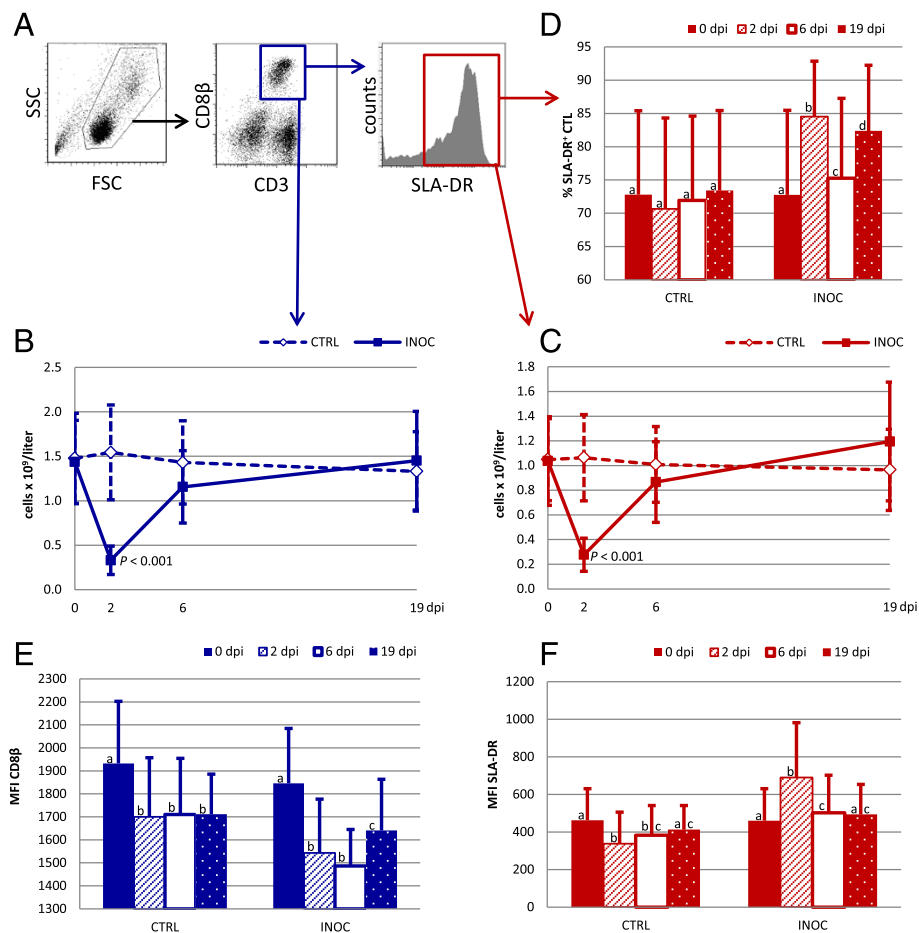 A
SSC
FSC
CD8β
CD3
counts
SLA-DR
D
0 dpi 2 dpi 6 dpi 19 dpi
% SLA-DR⁺ CTL
95
90
85
80
75
70
65
60
a a a a a b c d
CTRL INOC
B
CTRL INOC
cells x 10⁹/liter
2.5
2.0
1.5
1.0
0.5
0.0
P < 0.001
0 2 6 19 dpi
C
CTRL INOC
cells x 10⁹/liter
1.8
1.6
1.4
1.2
1.0
0.8
0.6
0.4
0.2
0.0
P < 0.001
0 2 6 19 dpi
E
0 dpi 2 dpi 6 dpi 19 dpi
MFI CD8β
2300
2200
2100
2000
1900
1800
1700
1600
1500
1400
1300
a b b b a b b c
CTRL INOC
F
0 dpi 2 dpi 6 dpi 19 dpi
MFI SLA-DR
1200
1000
800
600
400
200
0
a b b c a c a b c a c
CTRL INOC